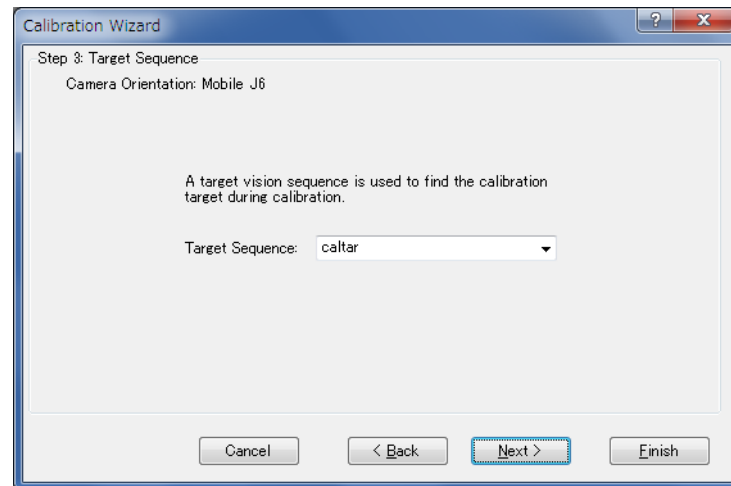 Calibration Wizard
? X
Step 3: Target Sequence
Camera Orientation: Mobile J6
A target vision sequence is used to find the calibration
target during calibration.
Target Sequence: caltar
Cancel < Back Next > Finish